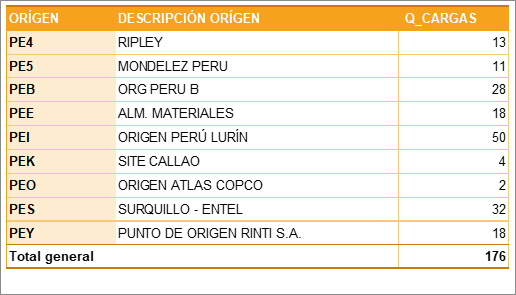 ORÍGEN DESCRIPCIÓN ORÍGEN Q_CARGAS
PE4 RIPLEY 13
PE5 MONDELEZ PERU 11
PEB ORG PERU B 28
PEE ALM. MATERIALES 18
PEI ORIGEN PERÚ LURÍN 50
PEK SITE CALLAO 4
PEO ORIGEN ATLAS COPCO 2
PES SURQUILLO - ENTEL 32
PEY PUNTO DE ORIGEN RINTI S.A. 18
Total general 176